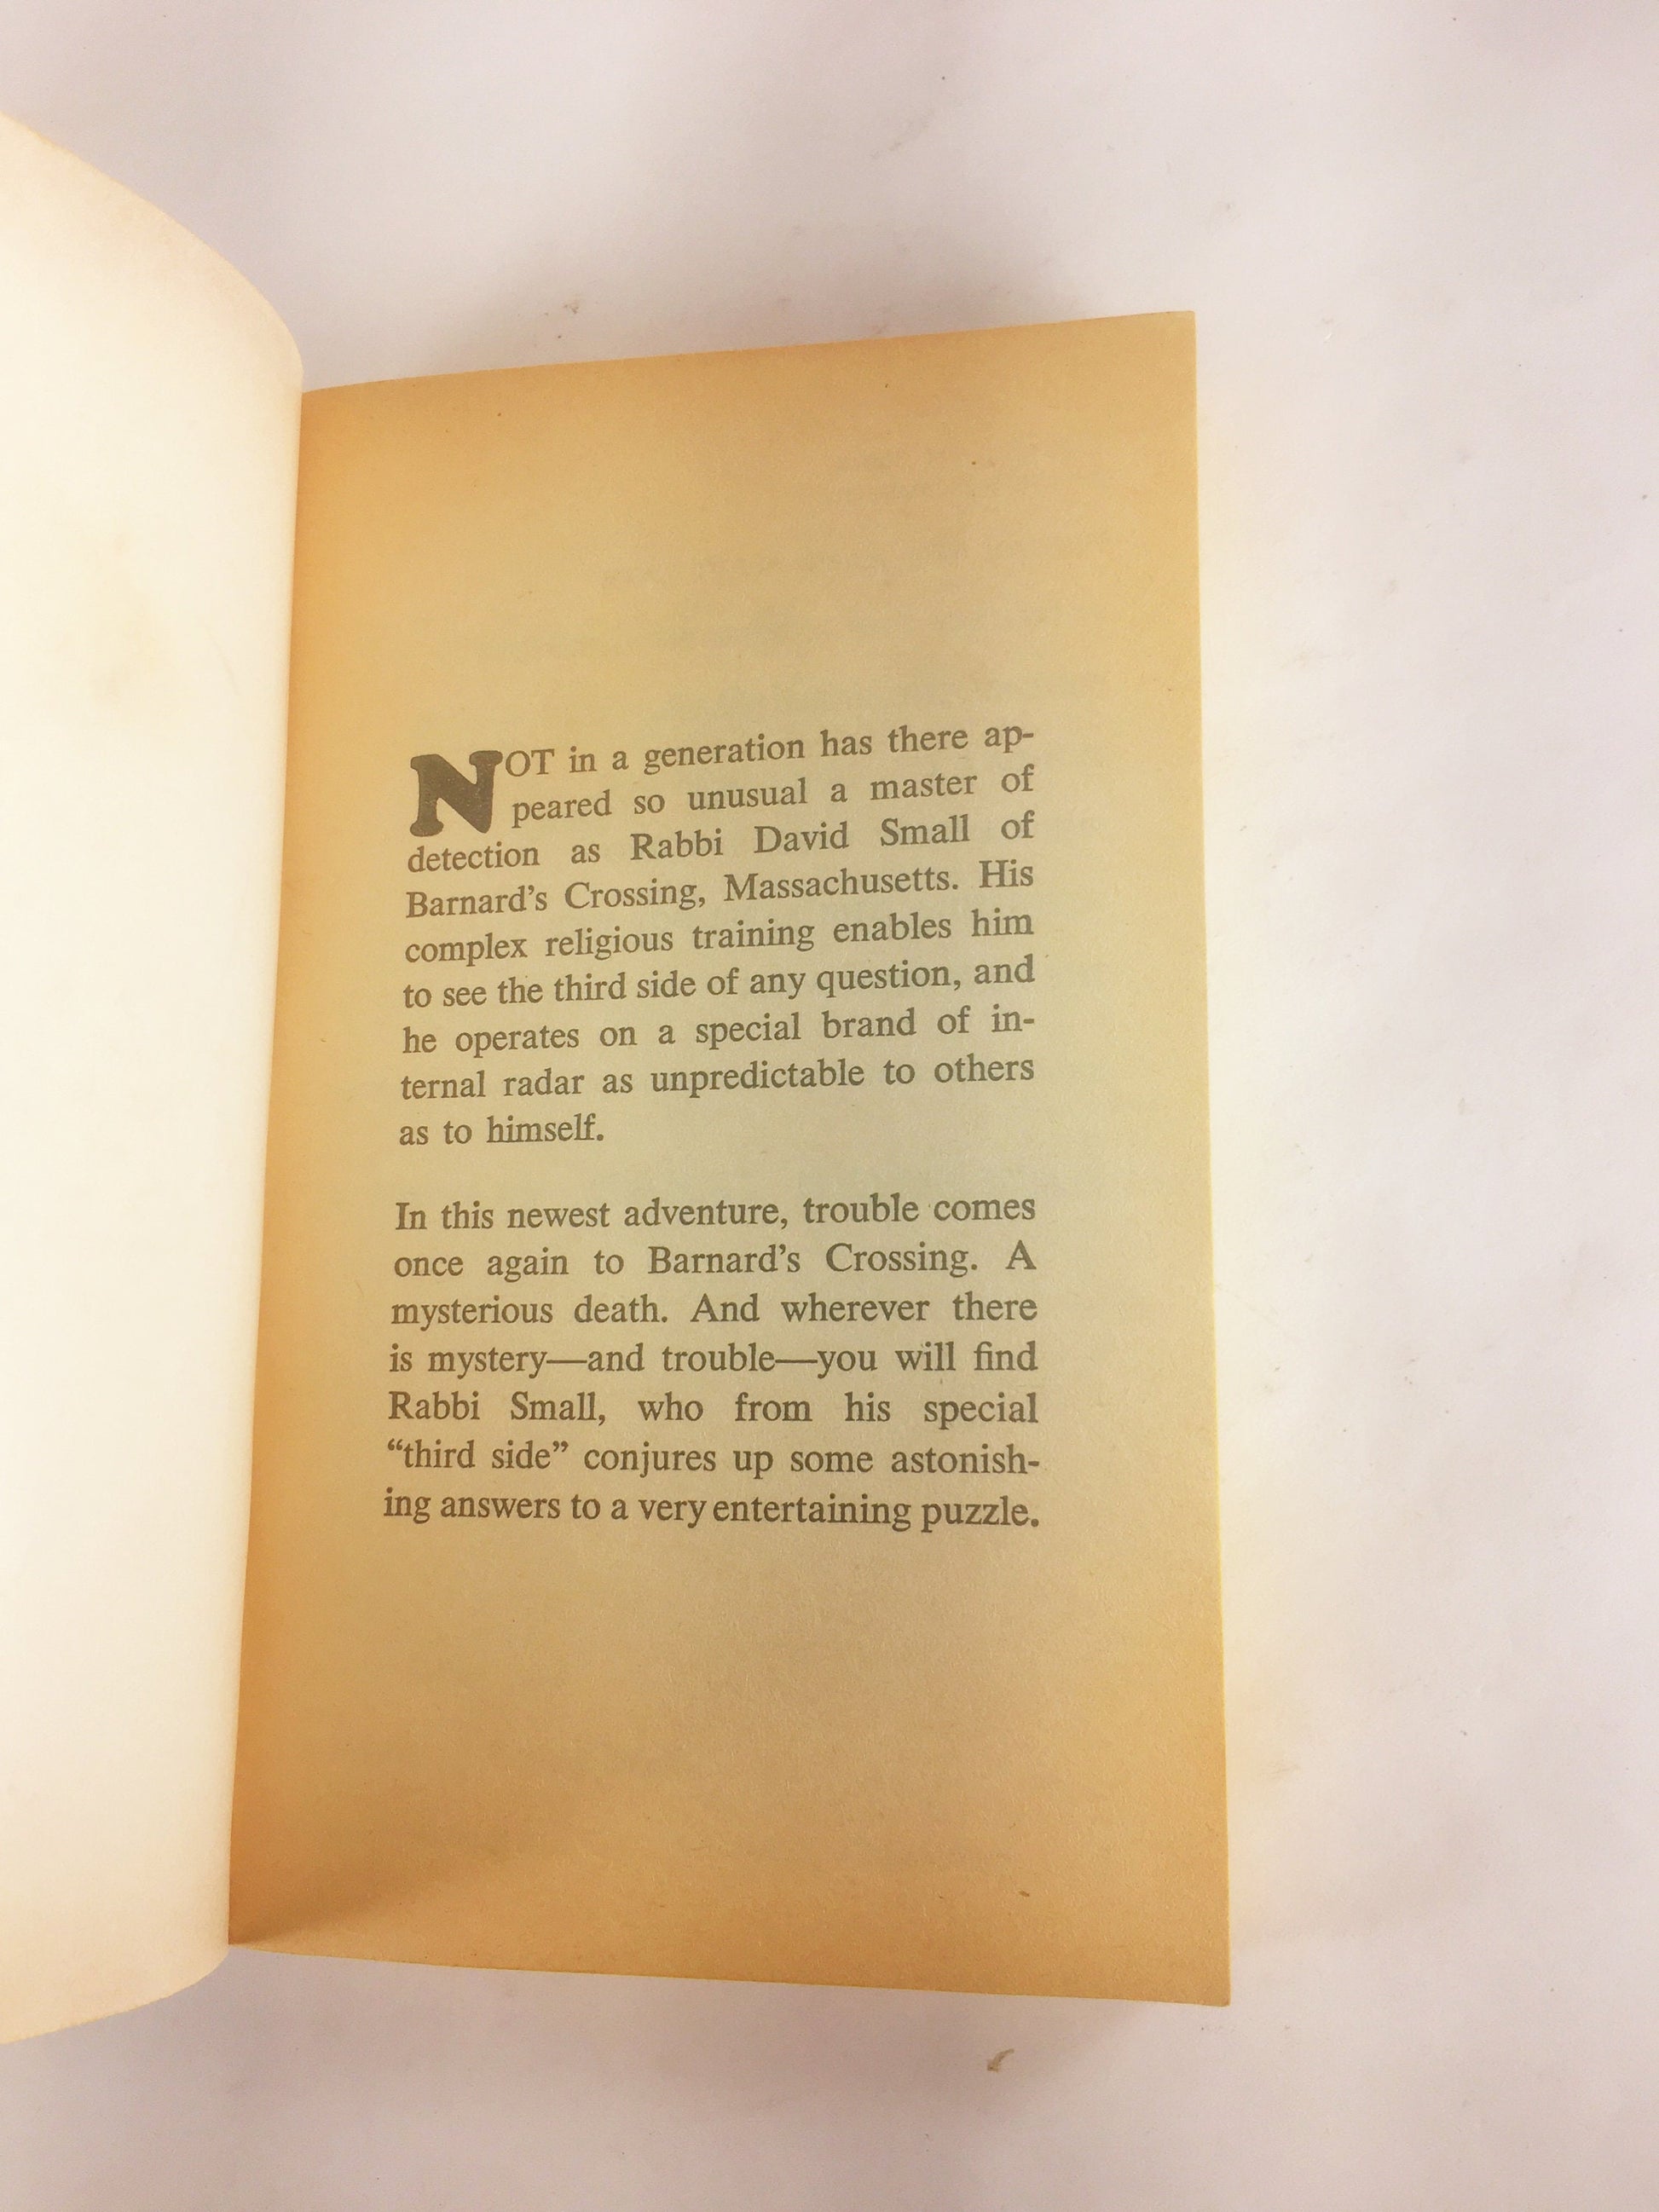 NOT in a generation has there ap-
peared so unusual a master of
detection as Rabbi David Small of
Barnard's Crossing, Massachusetts. His
complex religious training enables him
to see the third side of any question, and
he operates on a special brand of in-
ternal radar as unpredictable to others
as to himself.
In this newest adventure, trouble comes
once again to Barnard's Crossing. A
mysterious death. And wherever there
is mystery—and trouble—you will find
Rabbi Small, who from his special
“third side” conjures up some astonish-
ing answers to a very entertaining puzzle.